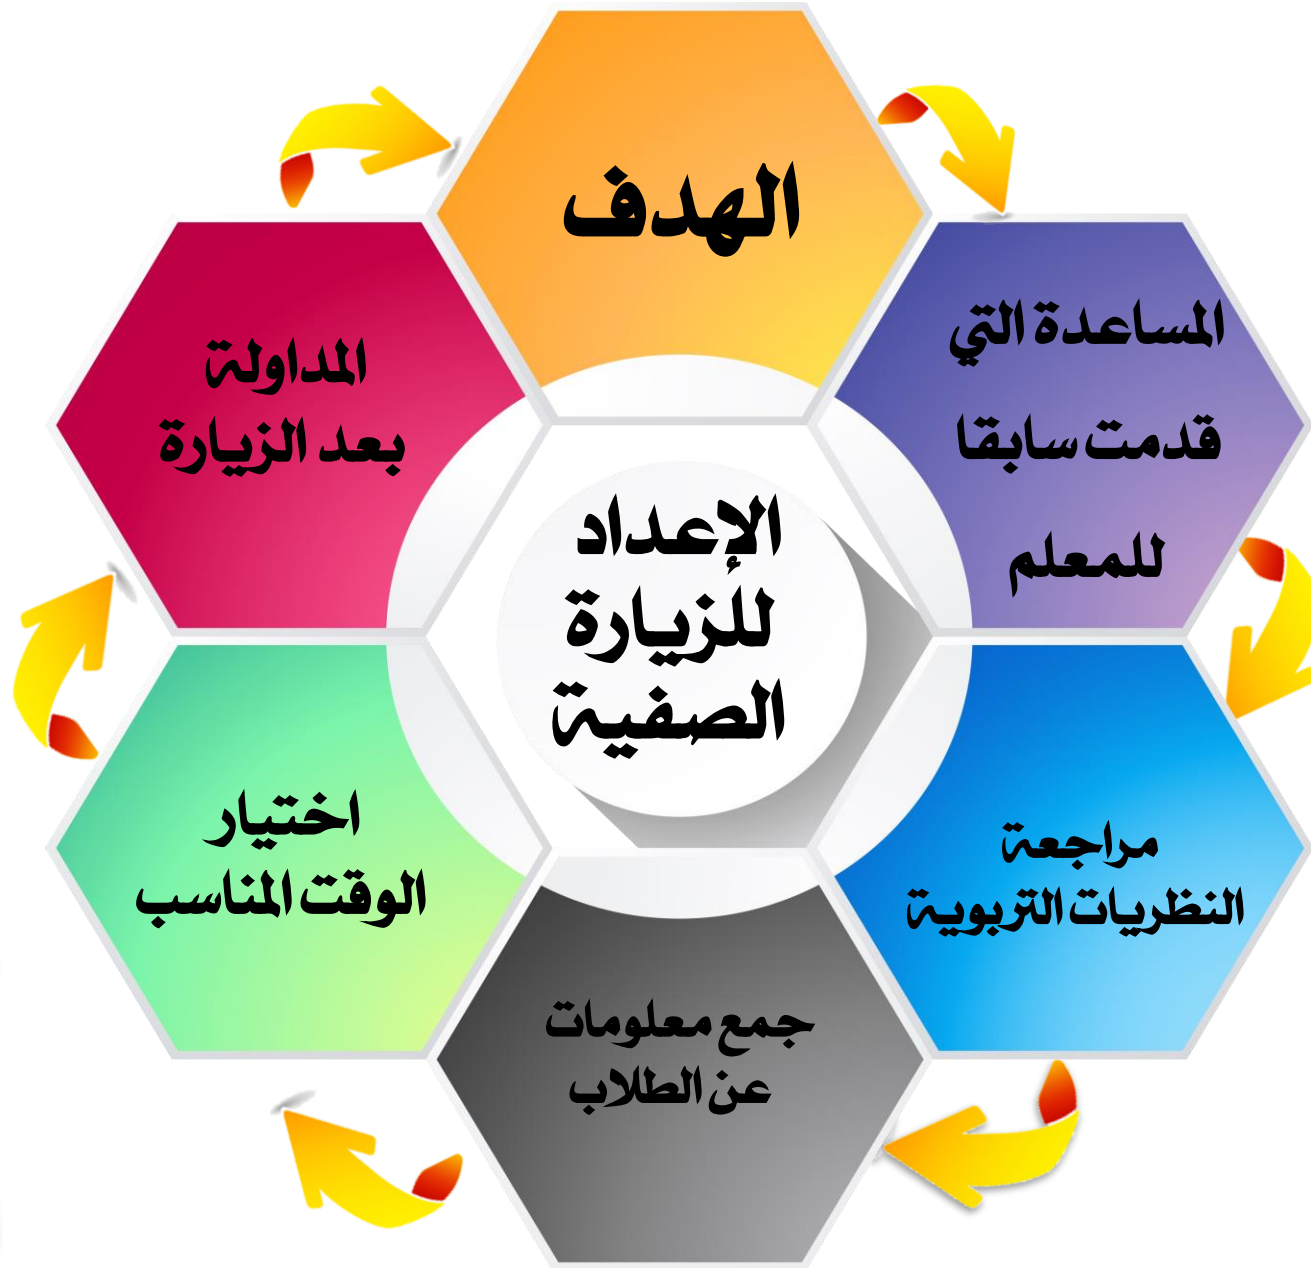 الهدف
المساعدة التي
قدمت سابقا
للمعلم
مراجعة
النظريات التربوية
جمع معلومات
عن الطلاب
اختيار
الوقت المناسب
المداولة
بعد الزيارة
الإعداد
للزيارة
الصفية